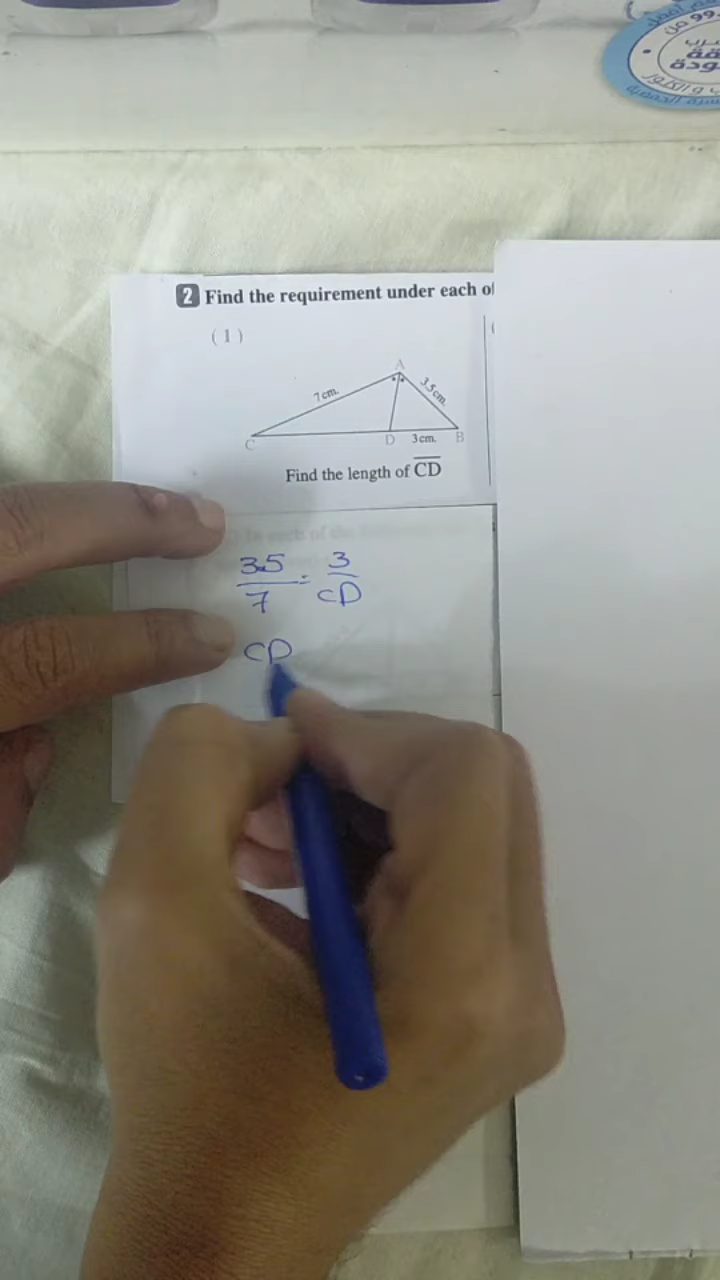 99.
2 Find the requirement under each of
(1)
A
7 cm.
3.5 cm.
C
D
3 cm.
B
Find the length of CD
3.5/7 = 3/CD
CD